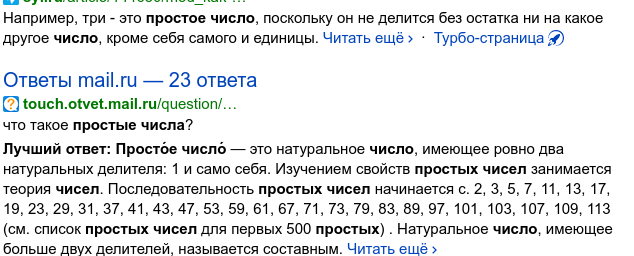 Например, три - это простое число, поскольку он не делится без остатка ни на какое
другое число, кроме себя самого и единицы. Читать ещё › · Турбо-страница
Ответы mail.ru — 23 ответа
touch.otvet.mail.ru/question/…
что такое простые числа?
Лучший ответ: Просто́е число́ — это натуральное число, имеющее ровно два
натуральных делителя: 1 и само себя. Изучением свойств простых чисел занимается
теория чисел. Последовательность простых чисел начинается с. 2, 3, 5, 7, 11, 13, 17,
19, 23, 29, 31, 37, 41, 43, 47, 53, 59, 61, 67, 71, 73, 79, 83, 89, 97, 101, 103, 107, 109, 113
(см. список простых чисел для первых 500 простых) . Натуральное число, имеющее
больше двух делителей, называется составным. Читать ещё ›